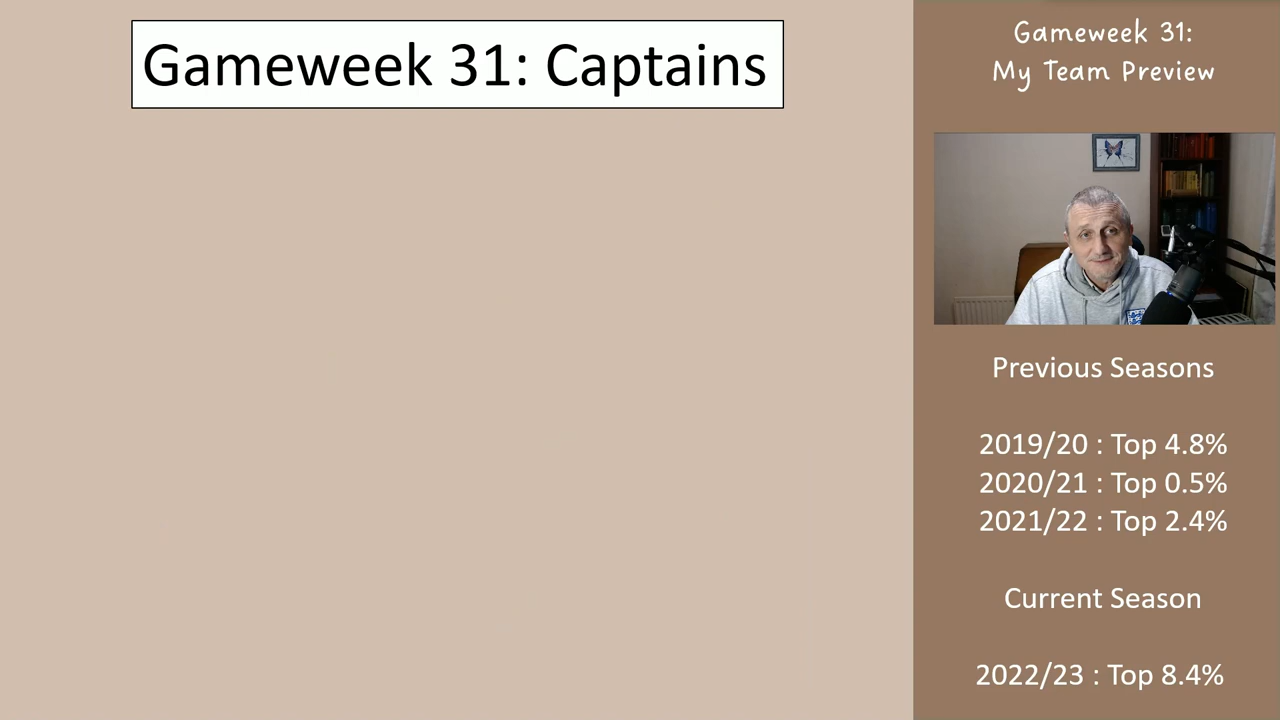 Gameweek 31: Captains
Gameweek 31:
My Team Preview
Previous Seasons
2019/20 : Top 4.8%
2020/21 : Top 0.5%
2021/22 : Top 2.4%
Current Season
2022/23 : Top 8.4%